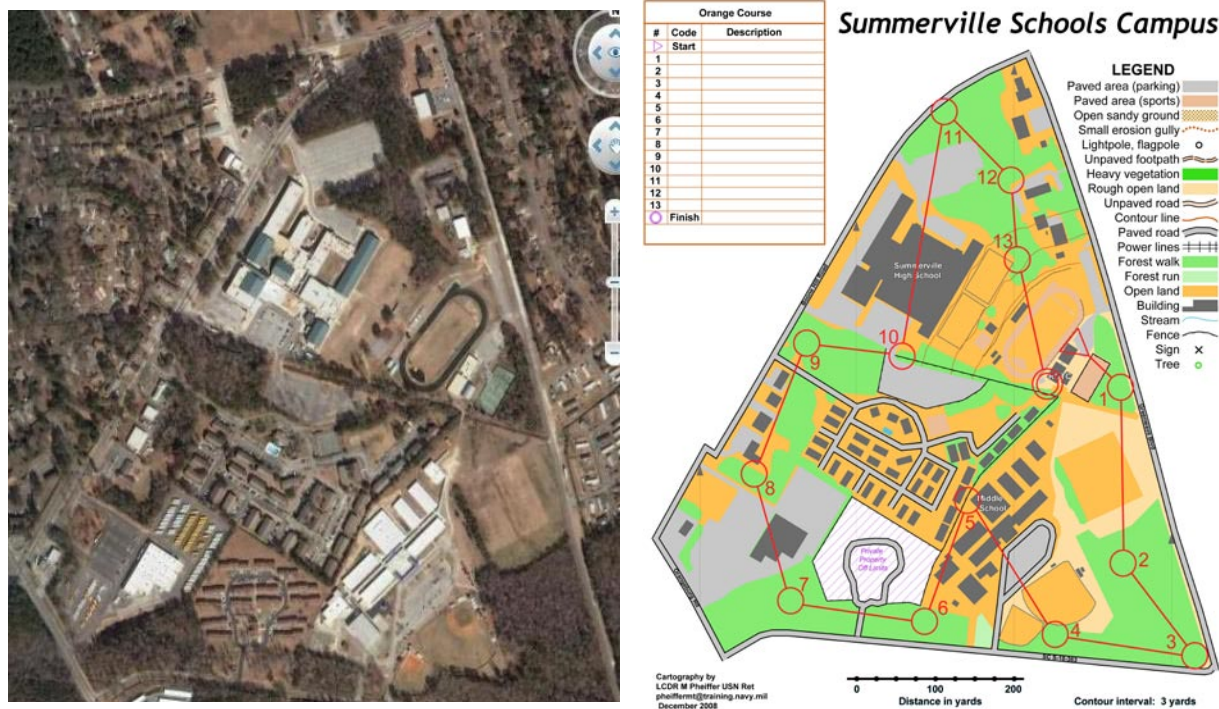 Orange Course
# Code Description
Start
1
2
3
4
5
6
7
8
9
10
11
12
13
Finish
Summerville Schools Campus
LEGEND
Paved area (parking)
Paved area (sports)
Open sandy ground
Small erosion gully
Lightpole, flagpole
Unpaved footpath
Heavy vegetation
Rough open land
Unpaved road
Contour line
Paved road
Power lines
Forest walk
Forest run
Open land
Building
Stream
Fence
Sign
Tree
11
12
13
Summerville
High School
10
9
1
8
Middle
School
5
2
Private
Property
Off Limits
7
6
4
3
Cartography by
LCDR M Pheiffer USN Ret
pheiffermt@training.navy.mil
December 2008
0 100 200
Distance in yards
Contour interval: 3 yards